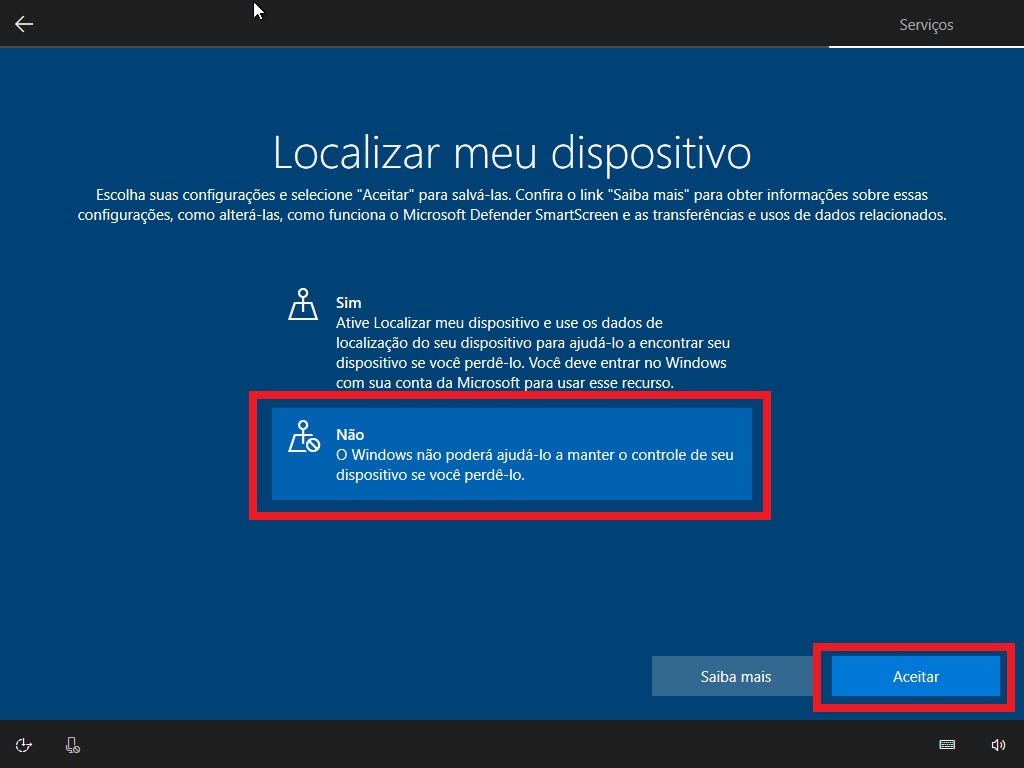 Serviços
Localizar meu dispositivo
Escolha suas configurações e selecione "Aceitar" para salvá-las. Confira o link "Saiba mais" para obter informações sobre essas
configurações, como alterá-las, como funciona o Microsoft Defender SmartScreen e as transferências e usos de dados relacionados.
Sim
Ative Localizar meu dispositivo e use os dados de
localização do seu dispositivo para ajudá-lo a encontrar seu
dispositivo se você perdê-lo. Você deve entrar no Windows
com sua conta da Microsoft para usar esse recurso.
Não
O Windows não poderá ajudá-lo a manter o controle de seu
dispositivo se você perdê-lo.
Saiba mais
Aceitar